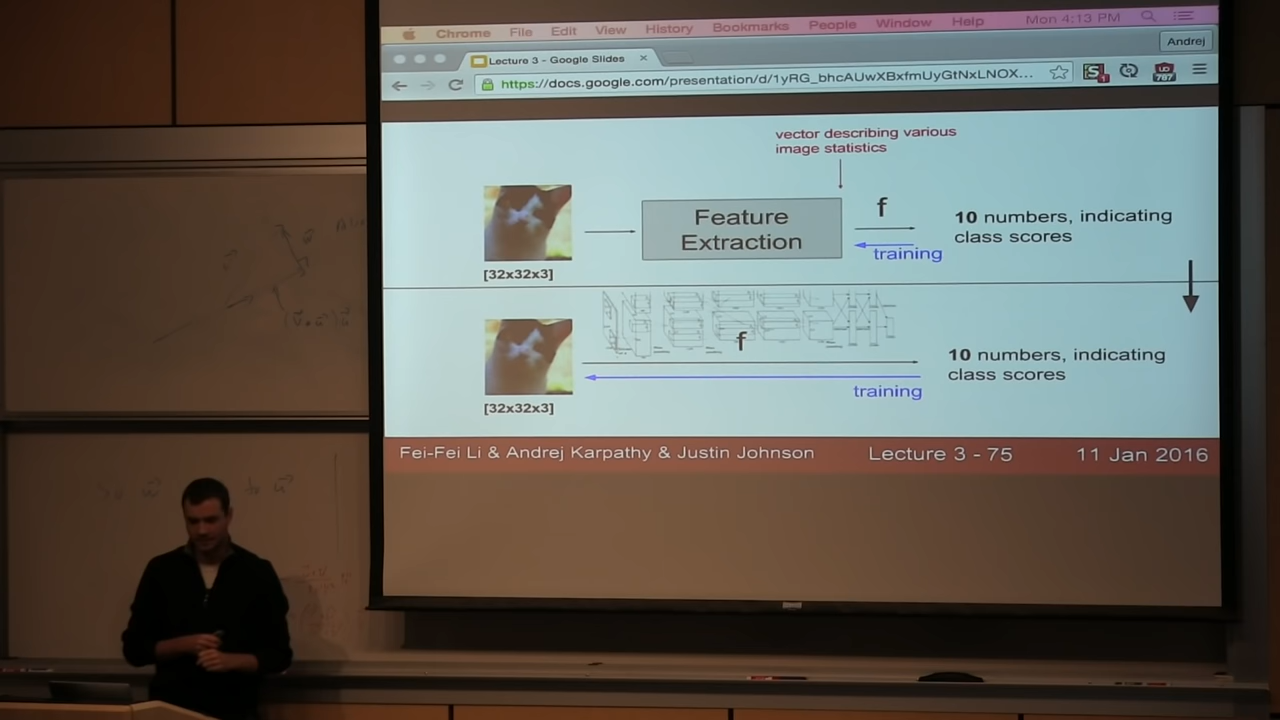 Chrome File Edit View History Bookmarks People Window Help Mon 4:13 PM
Lecture 3 - Google Slides
Andrej
https://docs.google.com/presentation/d/1yRG_bhcAUwXBxfmUyGtNxLNOX...
vector describing various
image statistics
Feature
Extraction
f
training
10 numbers, indicating
class scores
[32x32x3]
f
training
10 numbers, indicating
class scores
[32x32x3]
Fei-Fei Li & Andrej Karpathy & Justin Johnson Lecture 3 - 75 11 Jan 2016